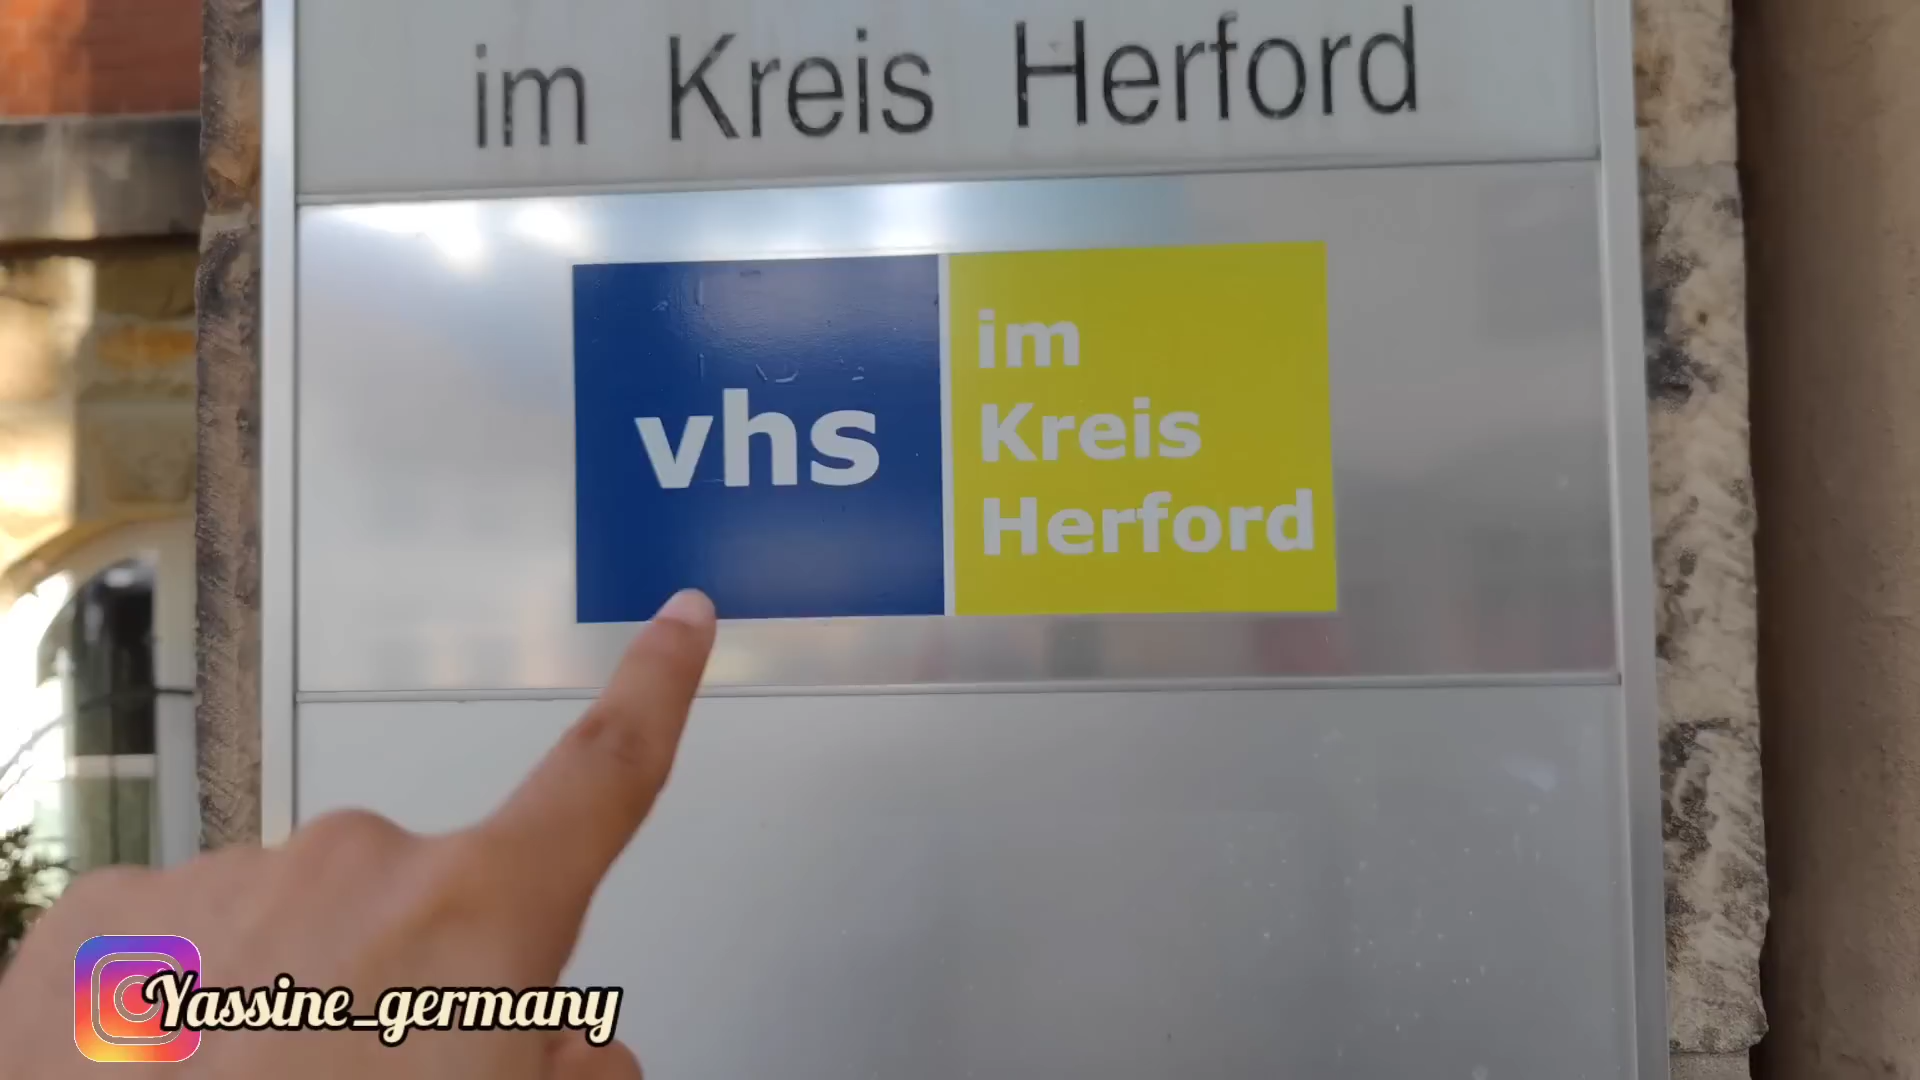 im Kreis Herford
vhs
im
Kreis
Herford
Yassine_germany